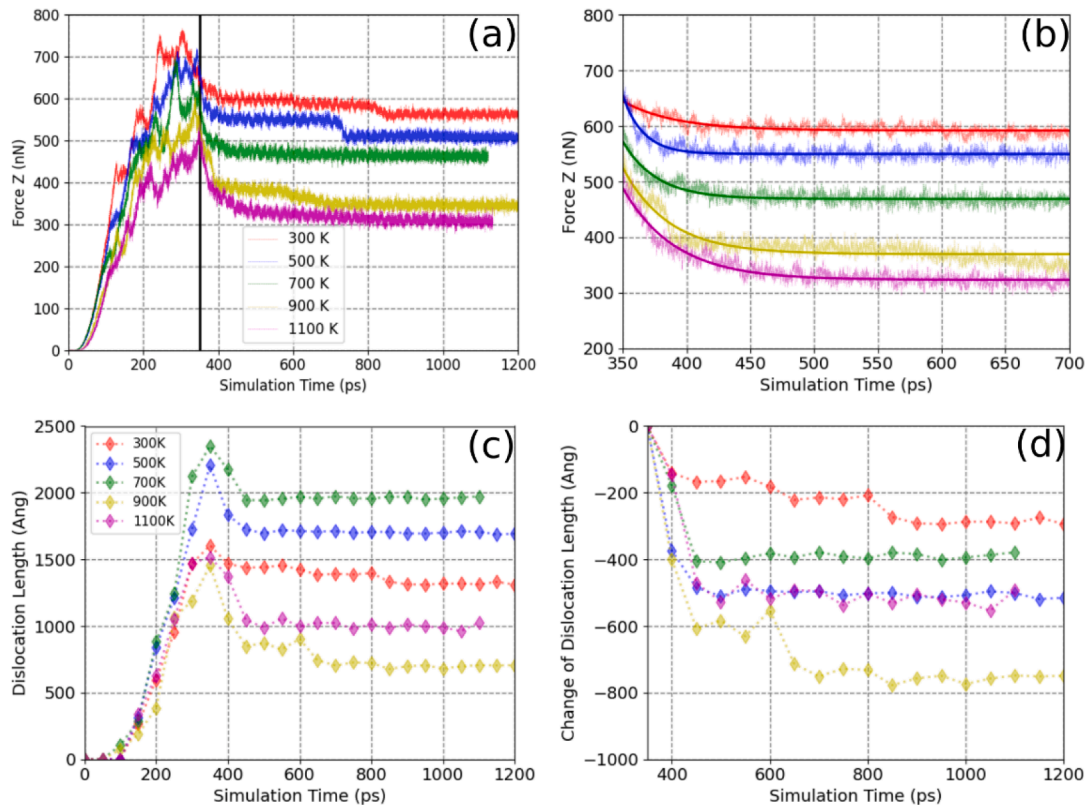 (a)
Force Z (nN)
800
700
600
500
400
300
200
100
0
300 K
500 K
700 K
900 K
1100 K
0 200 400 600 800 1000 1200
Simulation Time (ps)
(b)
Force Z (nN)
800
700
600
500
400
300
200
350 400 450 500 550 600 650 700
Simulation Time (ps)
(c)
Dislocation Length (Ang)
2500
2000
1500
1000
500
0
300K
500K
700K
900K
1100K
0 200 400 600 800 1000 1200
Simulation Time (ps)
(d)
Change of Dislocation Length (Ang)
0
−200
−400
−600
−800
−1000
400 600 800 1000 1200
Simulation Time (ps)